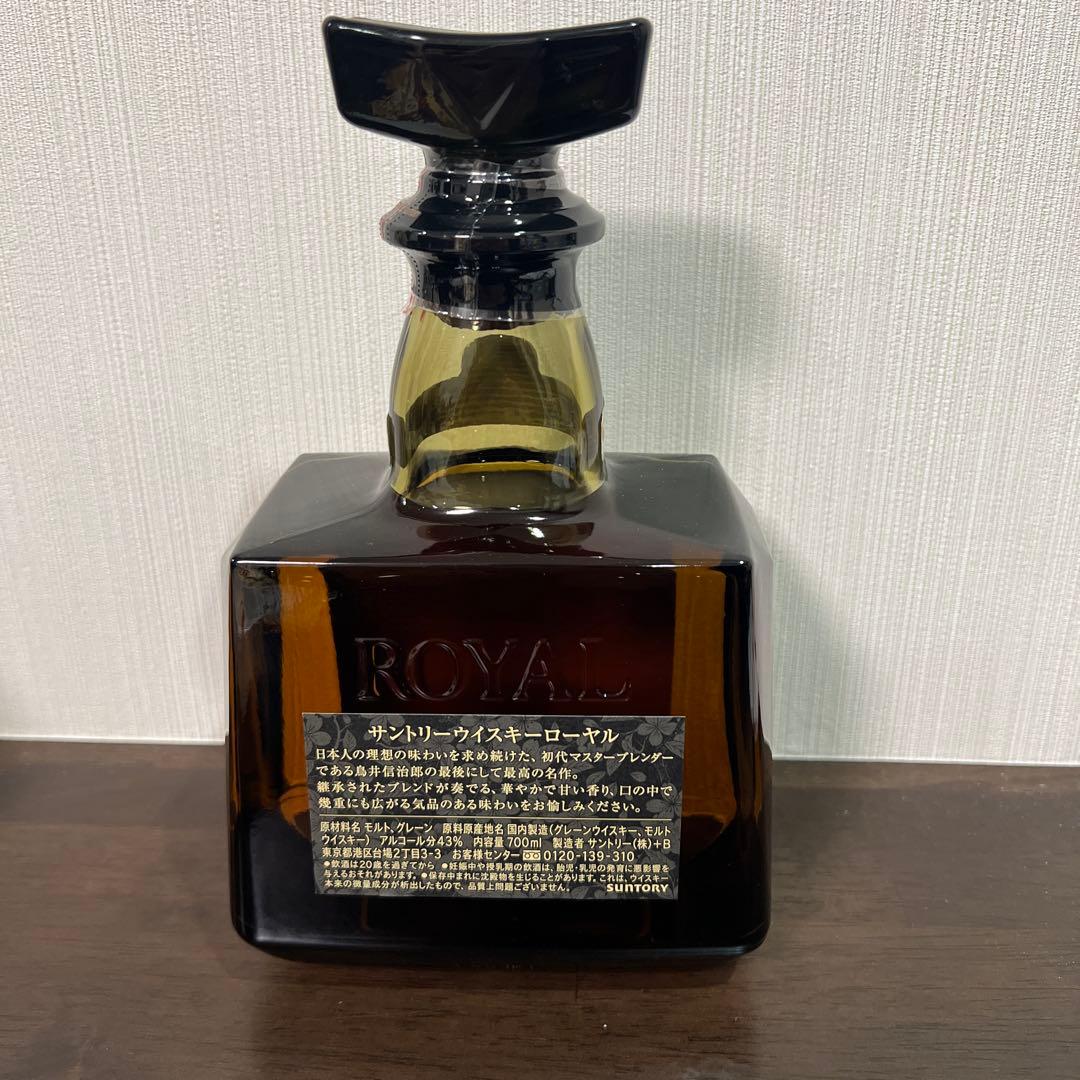 ROYAL
サントリーウイスキーローヤル
日本人の理想の味わいを求め続けた、初代マスターブレンダー
である鳥井信治郎の最後にして最高の名作。
継承されたブレンドが奏でる、華やかで甘い香り、口の中で
幾重にも広がる気品のある味わいをお愉しみください。
原材料名 モルト、グレーン 原料原産地名 国内製造(グレーンウイスキー、モルト
ウイスキー) アルコール分43% 内容量 700ml 製造者 サントリー(株)+B
東京都港区台場2丁目3-3 お客様センター 0120-139-310
●飲酒は20歳を過ぎてから ●妊娠中や授乳期の飲酒は、胎児・乳児の発育に悪影響を
与えるおそれがあります。 ●保存中まれに沈殿物を生じることがあります。これは、ウイスキー
本来の微量成分が析出したもので、品質上問題ございません。 SUNTORY